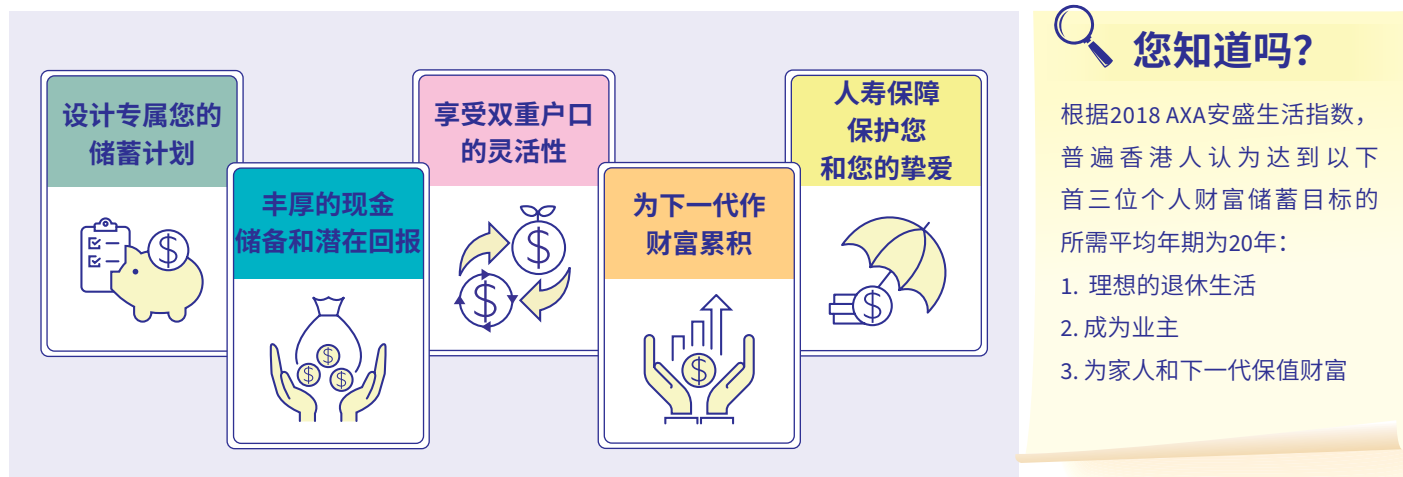 设计专属您的
储蓄计划
丰厚的现金
储备和潜在回报
享受双重户口
的灵活性
为下一代作
财富累积
人寿保障
保护您
和您的挚爱
您知道吗？
根据2018 AXA安盛生活指数，
普遍香港人认为达到以下
首三位个人财富储蓄目标的
所需平均年期为20年：
1. 理想的退休生活
2. 成为业主
3. 为家人和下一代保值财富